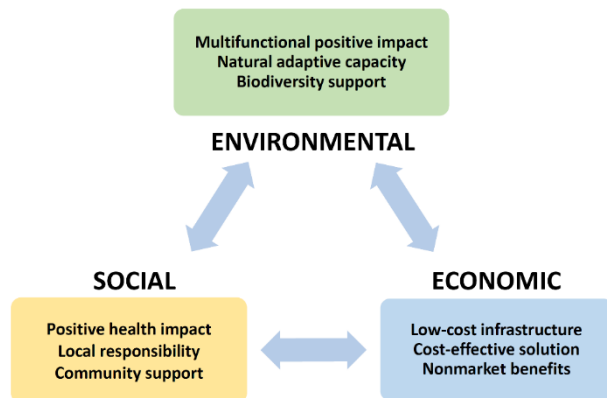 Multifunctional positive impact
Natural adaptive capacity
Biodiversity support
ENVIRONMENTAL
SOCIAL
Positive health impact
Local responsibility
Community support
ECONOMIC
Low-cost infrastructure
Cost-effective solution
Nonmarket benefits